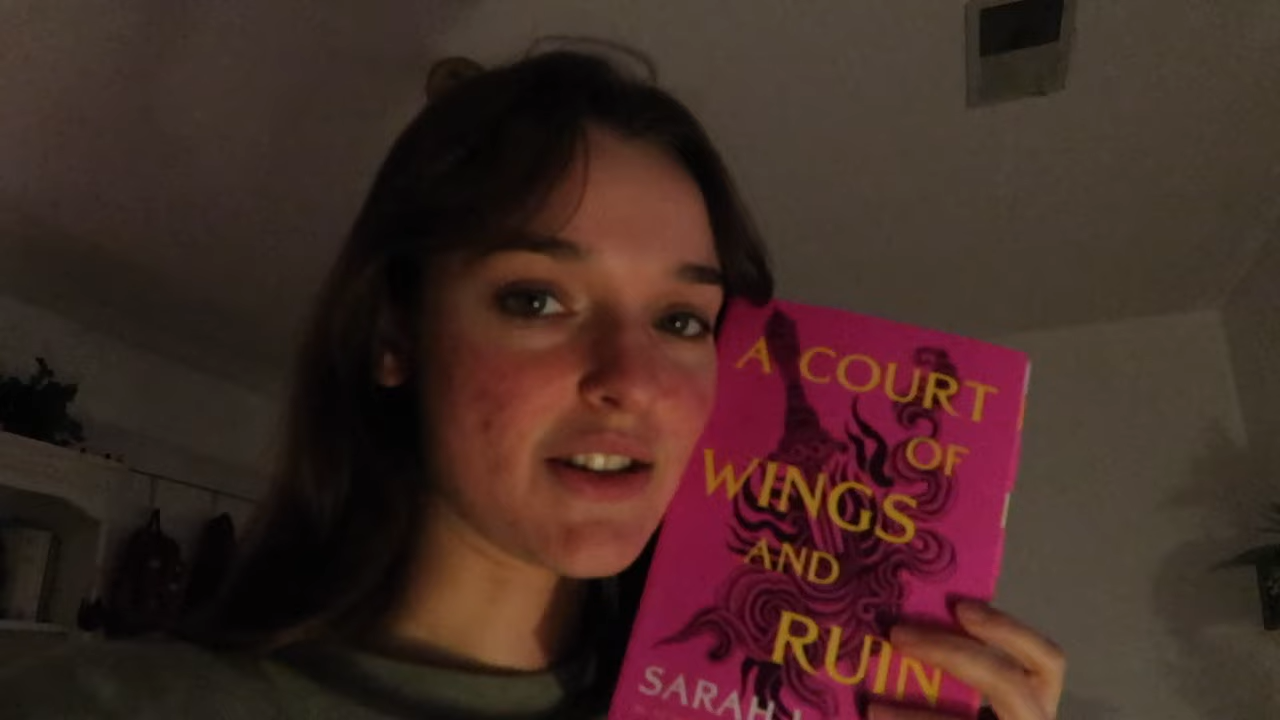 A COURT
OF
WINGS
AND
RUIN
SARAH J